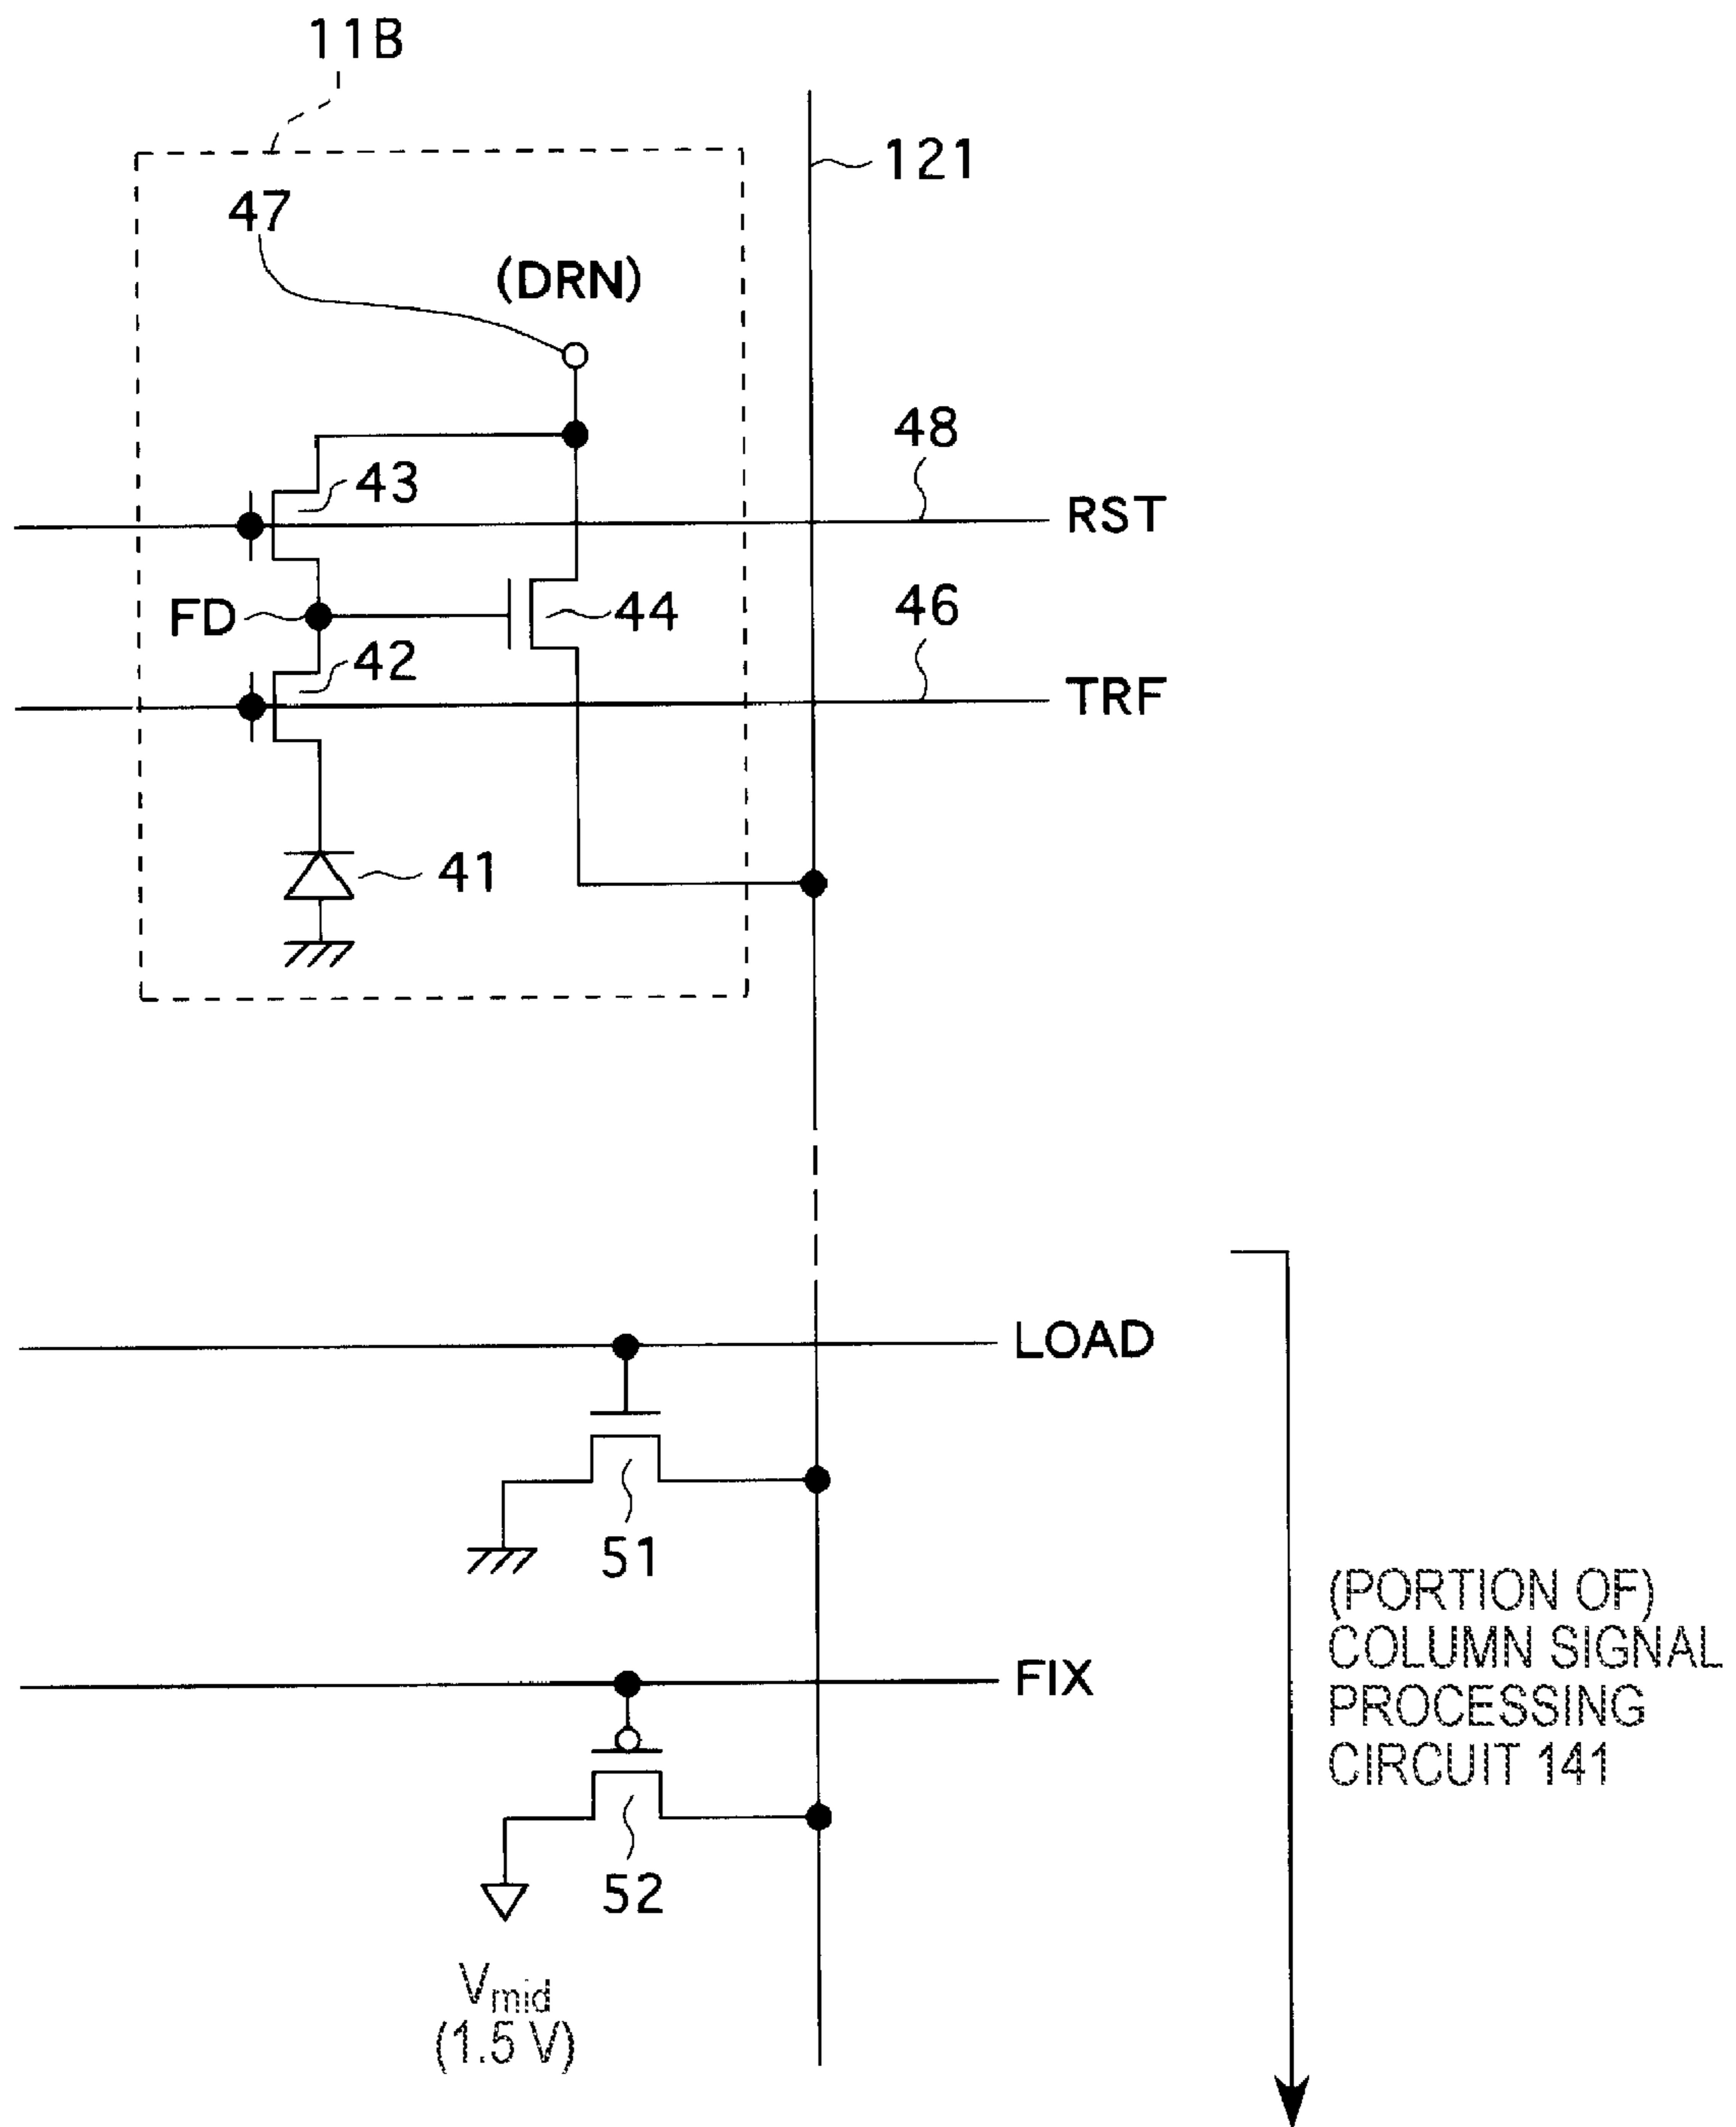 11B
121
47
(DRN)
48
43
RST
FD
44
46
42
TRF
41
LOAD
51
(PORTION OF)
COLUMN SIGNAL
PROCESSING
CIRCUIT 141
FIX
52
Vmid
(1.5 V)